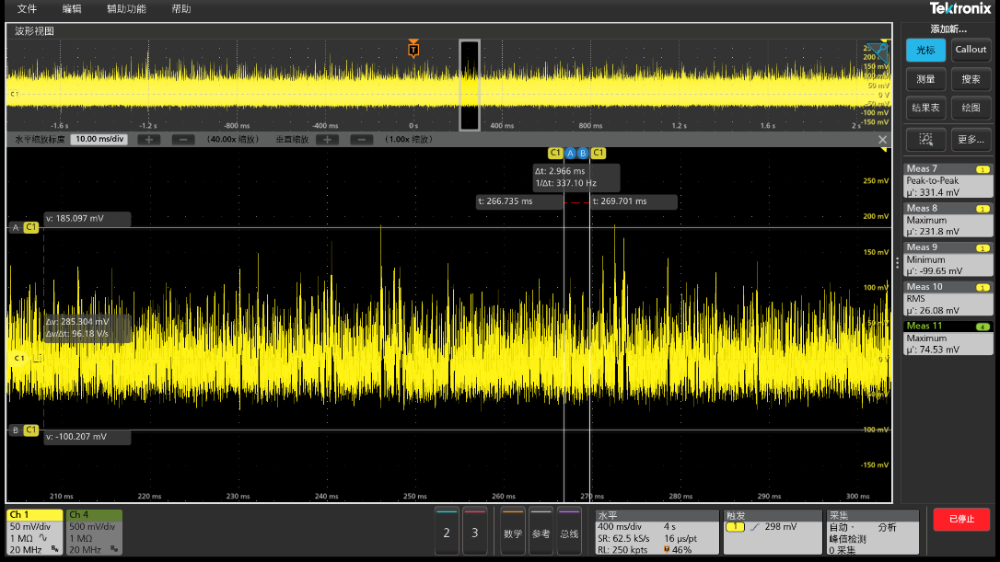 文件 编辑 辅助功能 帮助
Tektronix
波形视图
添加新...
光标 Callout
测量 搜索
结果表 绘图
更多...
T
C1
200
150 mV
50 mV
0 V
-100 mV
-150 mV
-1.6 s -1.2 s -800 ms -400 ms 0 s 400 ms 800 ms 1.2 s 1.6 s 2 s
水平缩放标度 10.00 ms/div + − (40.00x 缩放) 垂直缩放 + − (1.00x 缩放)
C1 A B C1
Δt: 2.966 ms
1/Δt: 337.10 Hz
t: 266.735 ms t: 269.701 ms
250 mV
200 mV
150 mV
100 mV
0 V
-100 mV
-150 mV
v: 185.097 mV
A C1
Δv: 285.304 mV
Δv/Δt: 96.18 V/s
C1
B C1
v: -100.207 mV
210 ms 220 ms 230 ms 240 ms 250 ms 260 ms 270 ms 280 ms 290 ms 300 ms
Meas 7 1
Peak-to-Peak
μ': 331.4 mV
Meas 8 1
Maximum
μ': 231.8 mV
Meas 9 1
Minimum
μ': -99.65 mV
Meas 10 1
RMS
μ': 26.08 mV
Meas 11 4
Maximum
μ': 74.53 mV
Ch 1
50 mV/div
1 MΩ
20 MHz
Ch 4
500 mV/div
1 MΩ
20 MHz
2 3 数学 参考 总线
水平
400 ms/div 4 s
SR: 62.5 kS/s 16 μs/pt
RL: 250 kpts 46%
触发
1 298 mV
采集
自动 · 分析
峰值检测
0 采集
已停止